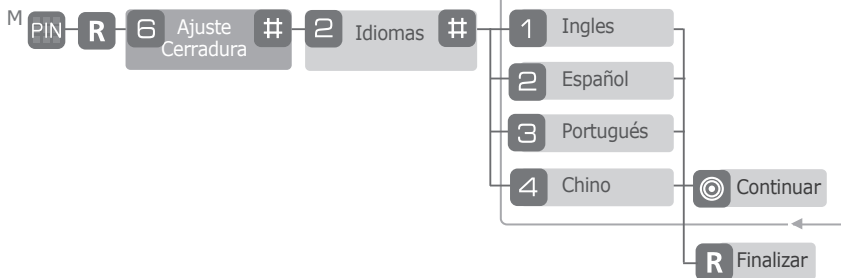 M PIN R 6 Ajuste Cerradura # 2 Idiomas #
1 Ingles
2 Español
3 Portugués
4 Chino
Continuar
R Finalizar